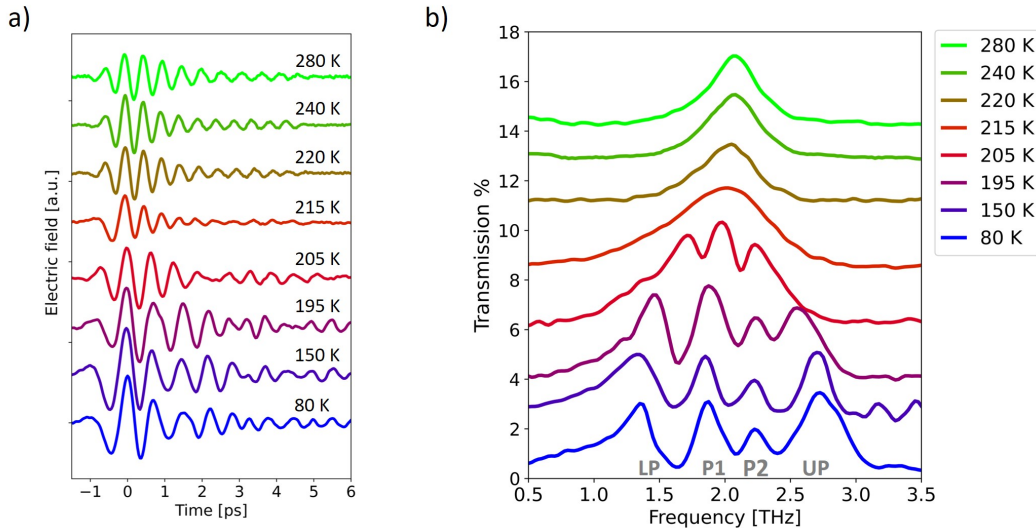 a)
280 K
240 K
220 K
215 K
205 K
195 K
150 K
80 K
Electric field [a.u.]
−1 0 1 2 3 4 5 6
Time [ps]
b)
18
16
14
12
10
8
6
4
2
0
Transmission %
LP P1 P2 UP
0.5 1.0 1.5 2.0 2.5 3.0 3.5
Frequency [THz]
280 K
240 K
220 K
215 K
205 K
195 K
150 K
80 K